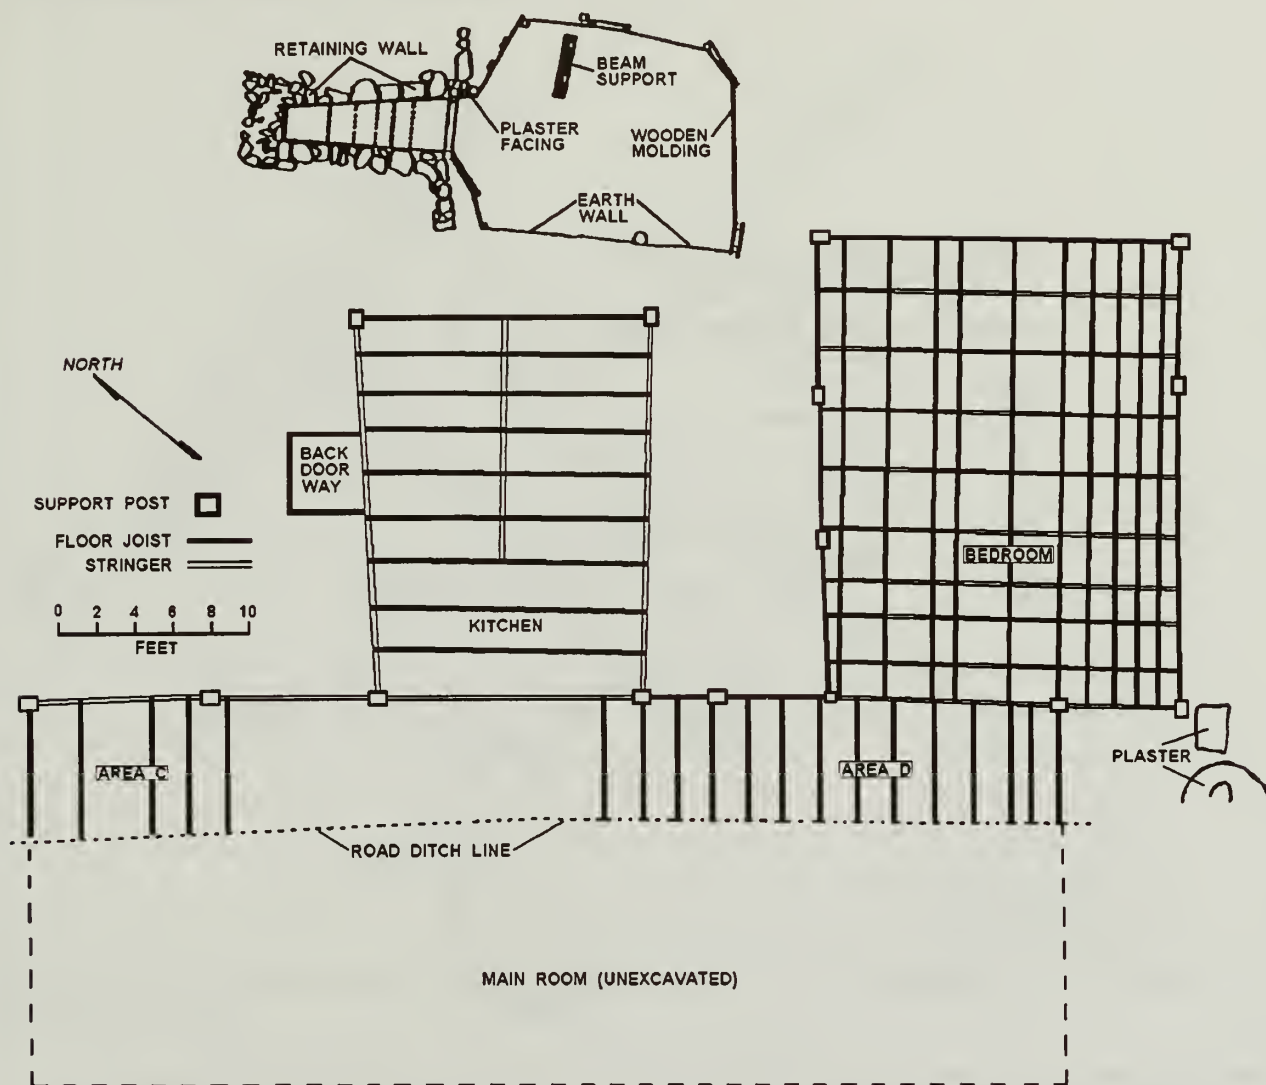 RETAINING WALL
BEAM
SUPPORT
PLASTER
FACING
WOODEN
MOLDING
EARTH
WALL
NORTH
BACK
DOOR
WAY
SUPPORT POST
FLOOR JOIST
STRINGER
0 2 4 6 8 10
FEET
KITCHEN
BEDROOM
AREA C
AREA D
PLASTER
ROAD DITCH LINE
MAIN ROOM (UNEXCAVATED)